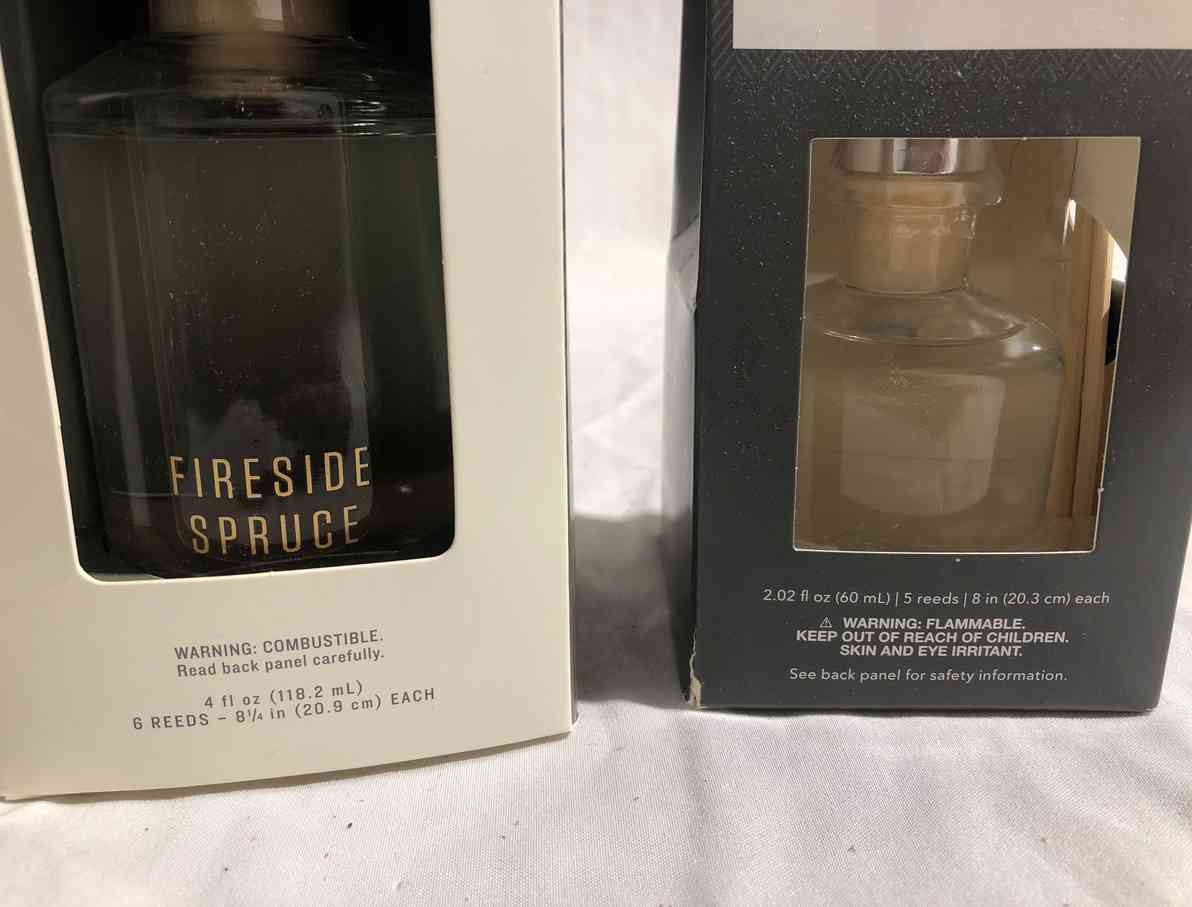 FIRESIDE
SPRUCE
WARNING: COMBUSTIBLE.
Read back panel carefully.
4 fl oz (118.2 mL)
6 REEDS – 8¼ in (20.9 cm) EACH
2.02 fl oz (60 mL) | 5 reeds | 8 in (20.3 cm) each
⚠ WARNING: FLAMMABLE.
KEEP OUT OF REACH OF CHILDREN.
SKIN AND EYE IRRITANT.
See back panel for safety information.